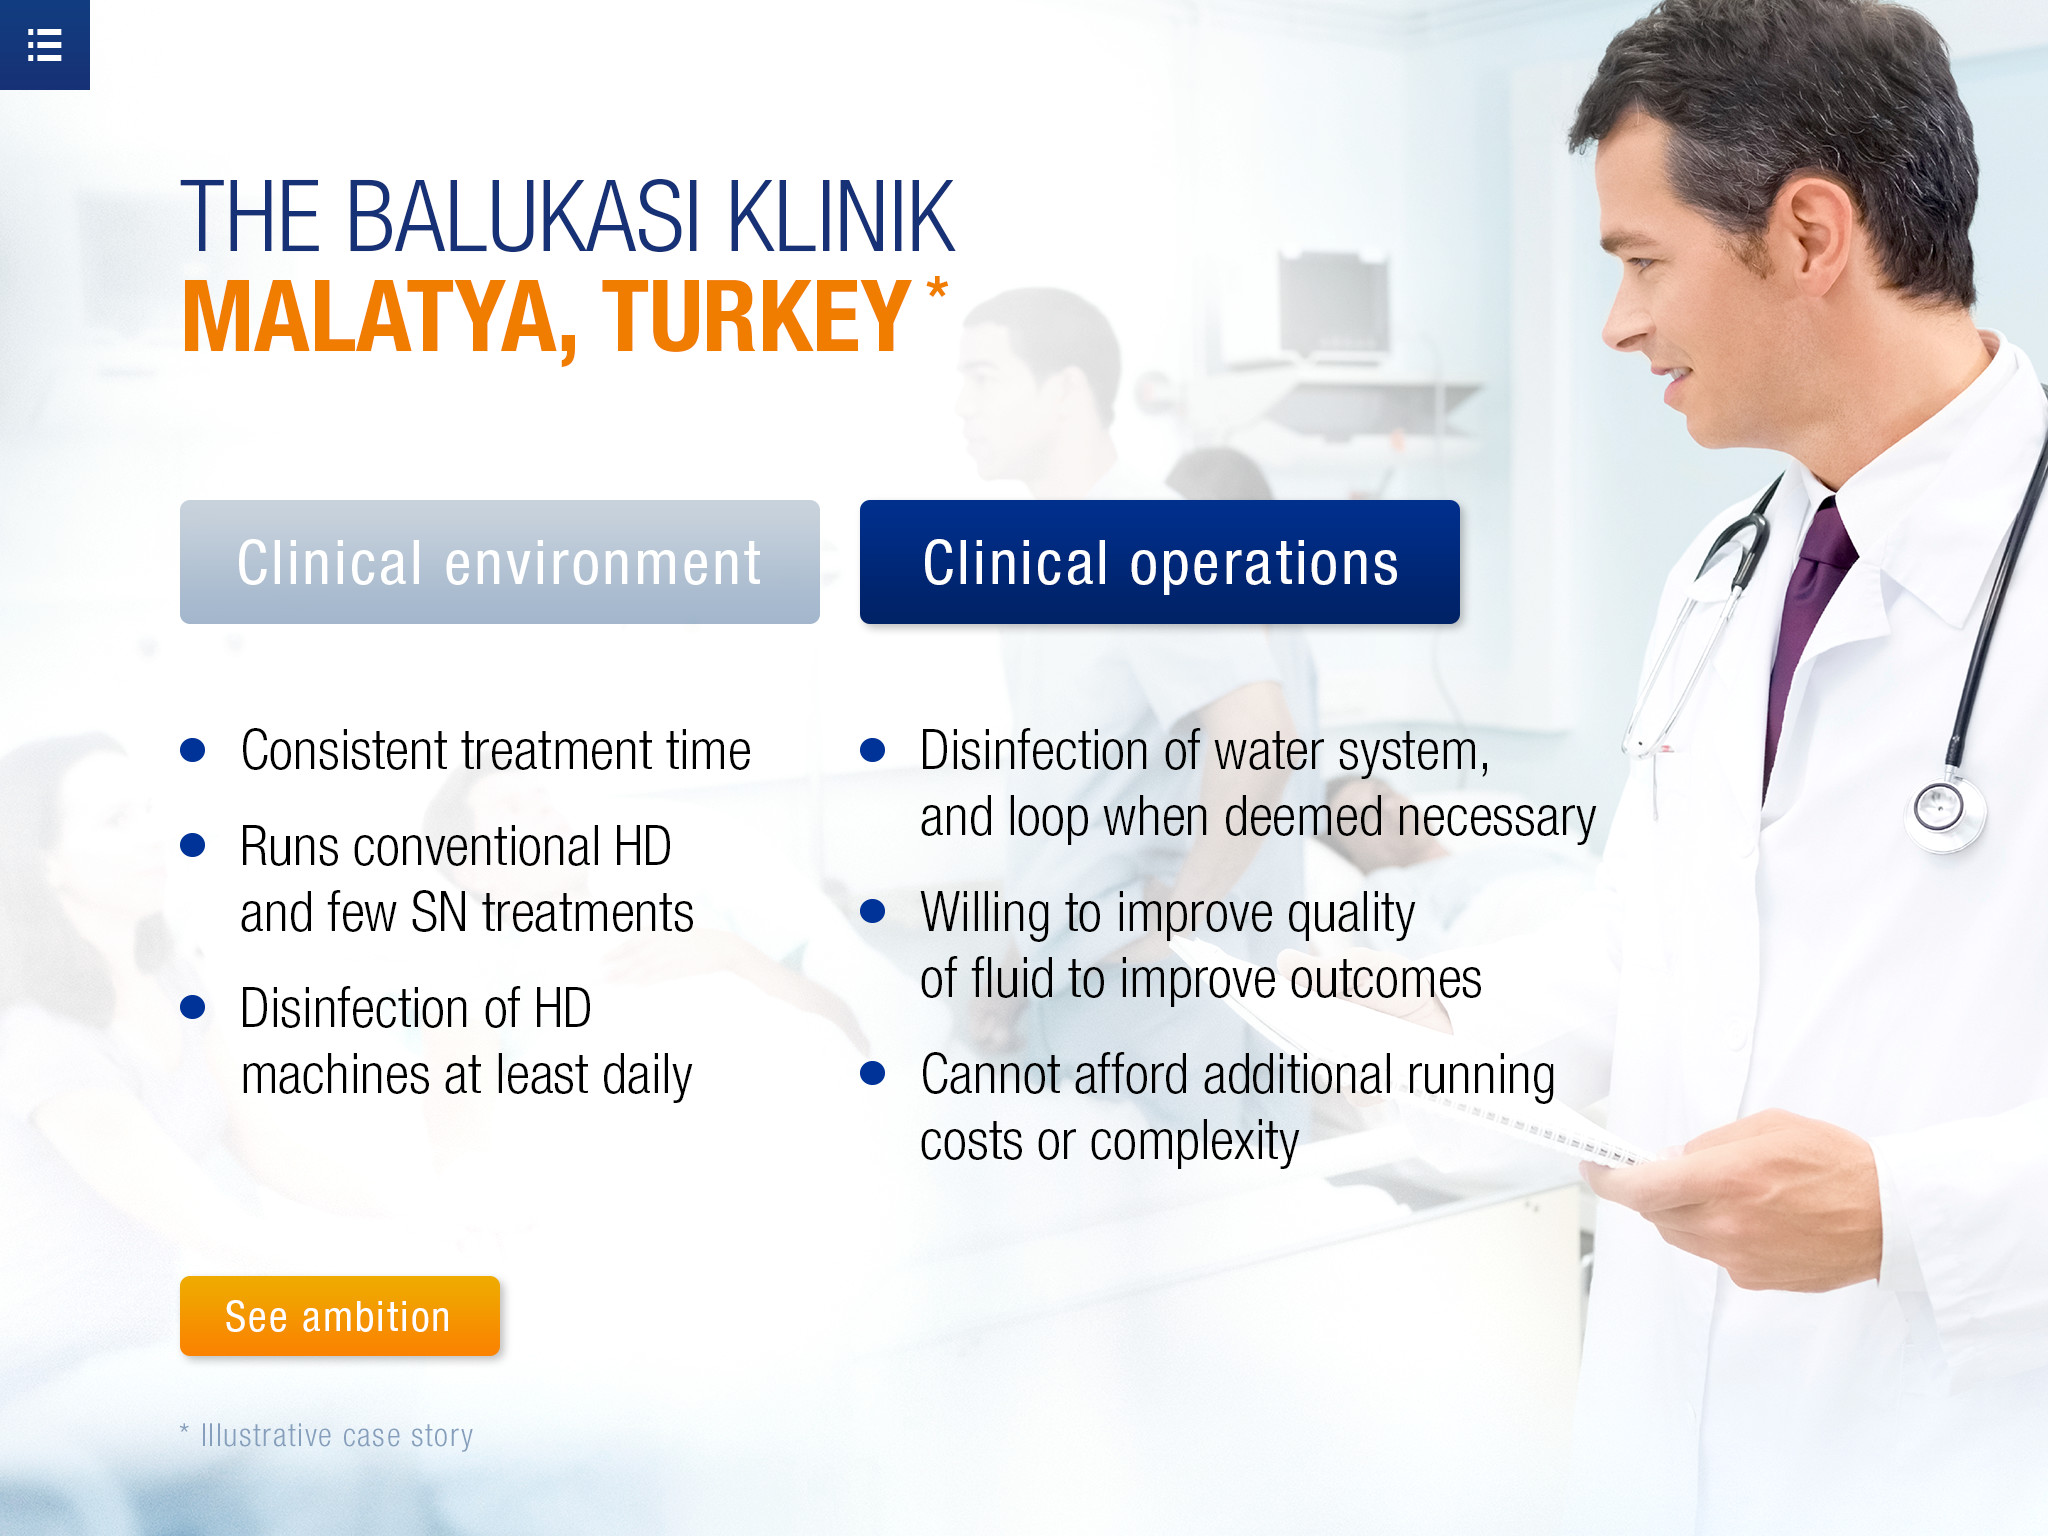 THE BALUKASI KLINIK
MALATYA, TURKEY *
Clinical environment
Clinical operations
Consistent treatment time
Runs conventional HD
and few SN treatments
Disinfection of HD
machines at least daily
Disinfection of water system,
and loop when deemed necessary
Willing to improve quality
of fluid to improve outcomes
Cannot afford additional running
costs or complexity
See ambition
* Illustrative case story